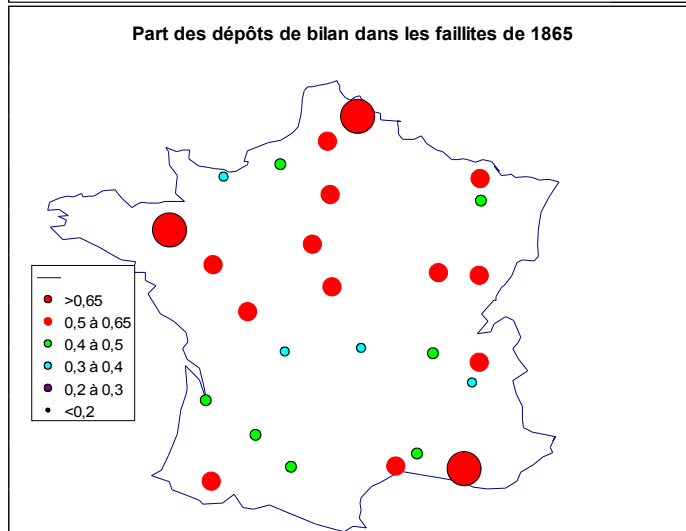 Part des dépôts de bilan dans les faillites de 1865
>0,65
0,5 à 0,65
0,4 à 0,5
0,3 à 0,4
0,2 à 0,3
<0,2